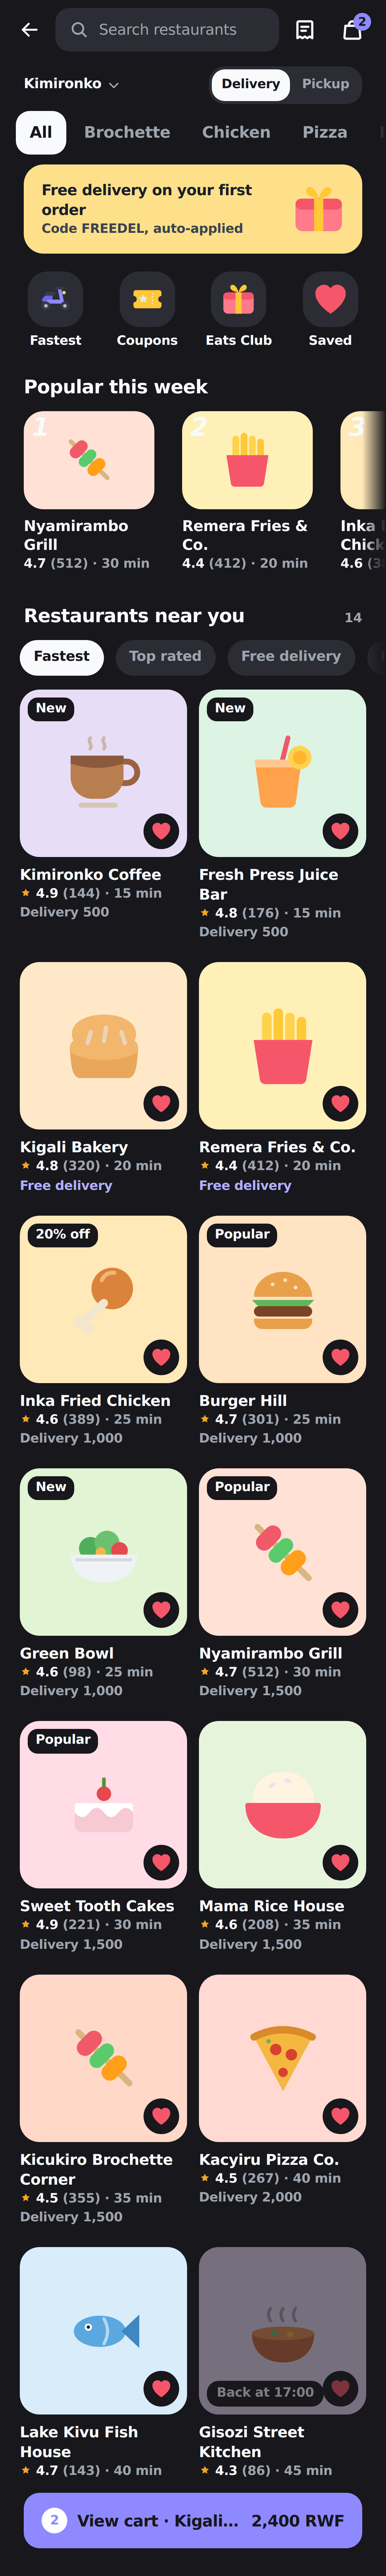 Search restaurants
2
Kimironko
Delivery
Pickup
All
Brochette
Chicken
Pizza
Free delivery on your first
order
Code FREEDEL, auto-applied
Fastest
Coupons
Eats Club
Saved
Popular this week
1
2
3
Nyamirambo
Grill
4.7 (512) · 30 min
Remera Fries &
Co.
4.4 (412) · 20 min
Inka
Chick
4.6
Restaurants near you
14
Fastest
Top rated
Free delivery
New
Kimironko Coffee
4.9 (144) · 15 min
Delivery 500
New
Fresh Press Juice
Bar
4.8 (176) · 15 min
Delivery 500
Kigali Bakery
4.8 (320) · 20 min
Free delivery
Remera Fries & Co.
4.4 (412) · 20 min
Free delivery
20% off
Inka Fried Chicken
4.6 (389) · 25 min
Delivery 1,000
Popular
Burger Hill
4.7 (301) · 25 min
Delivery 1,000
New
Green Bowl
4.6 (98) · 25 min
Delivery 1,000
Popular
Nyamirambo Grill
4.7 (512) · 30 min
Delivery 1,500
Popular
Sweet Tooth Cakes
4.9 (221) · 30 min
Delivery 1,500
Mama Rice House
4.6 (208) · 35 min
Delivery 1,500
Kicukiro Brochette
Corner
4.5 (355) · 35 min
Delivery 1,500
Kacyiru Pizza Co.
4.5 (267) · 40 min
Delivery 2,000
Lake Kivu Fish
House
4.7 (143) · 40 min
Back at 17:00
Gisozi Street
Kitchen
4.3 (86) · 45 min
2 View cart · Kigali… 2,400 RWF